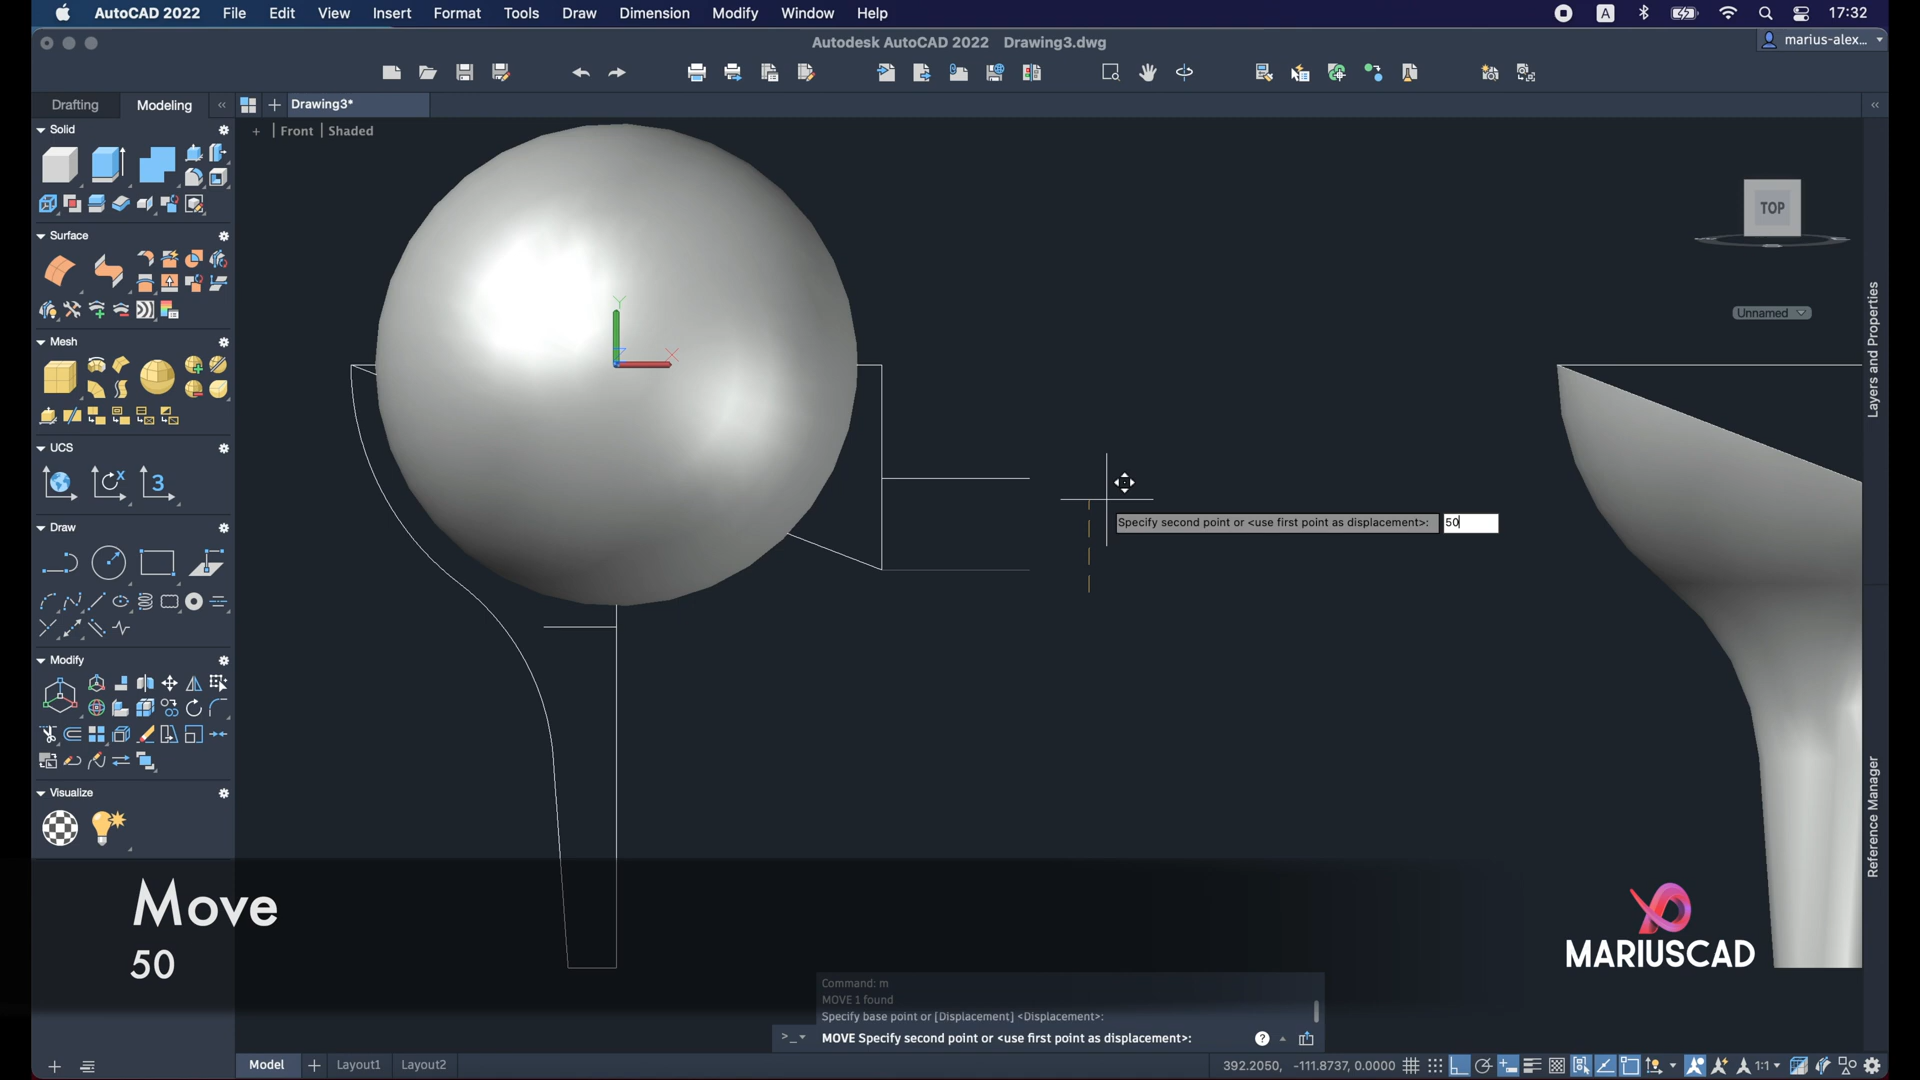 AutoCAD 2022 File Edit View Insert Format Tools Draw Dimension Modify Window Help A 17:32
Autodesk AutoCAD 2022 Drawing3.dwg marius-alex...
Drafting Modeling Drawing3*
Solid
+ | Front | Shaded
TOP
Surface
Unnamed
Layers and Properties
Mesh
Y
X
UCS
X
3
Specify second point or <use first point as displacement>: 50
Draw
Modify
Visualize
Reference Manager
Move
50
MARIUSCAD
Command: m
MOVE 1 found
Specify base point or [Displacement] <Displacement>:
>_ MOVE Specify second point or <use first point as displacement>:
Model Layout1 Layout2 392.2050, -111.8737, 0.0000 1:1